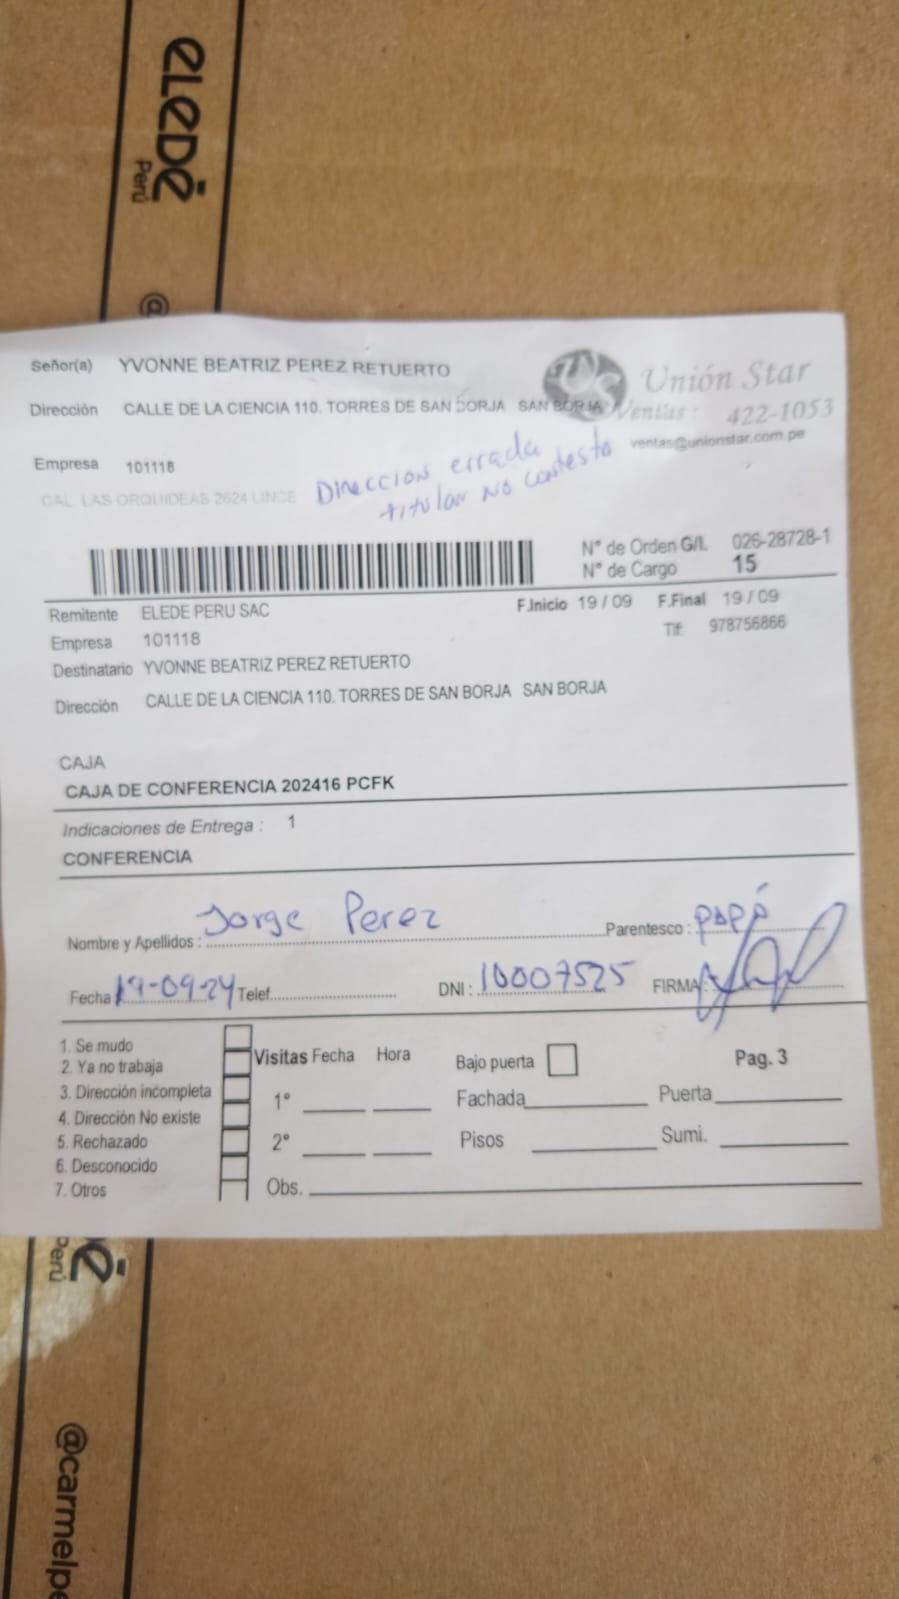 eLeDē
Perú
@
Señor(a) YVONNE BEATRIZ PEREZ RETUERTO
Unión Star
Dirección CALLE DE LA CIENCIA 110. TORRES DE SAN BORJA SAN BORJA
Ventas: 422-1053
ventas@unionstar.com.pe
Empresa 101118
CAL LAS ORQUIDEAS 2624 LINCE
Direccion errada
titular no contesto
N° de Orden G/L 026-28728-1
N° de Cargo 15
Remitente ELEDE PERU SAC
F.Inicio 19 / 09 F.Final 19 / 09
Empresa 101118
Tlf: 978756866
Destinatario YVONNE BEATRIZ PEREZ RETUERTO
Dirección CALLE DE LA CIENCIA 110. TORRES DE SAN BORJA SAN BORJA
CAJA
CAJA DE CONFERENCIA 202416 PCFK
Indicaciones de Entrega : 1
CONFERENCIA
Nombre y Apellidos : Jorge Perez Parentesco : papá
Fecha 19-09-24 Telef. DNI : 10007525 FIRMA
1. Se mudo
2. Ya no trabaja
3. Dirección incompleta
4. Dirección No existe
5. Rechazado
6. Desconocido
7. Otros
Visitas Fecha Hora
1°
2°
Obs.
Bajo puerta Pag. 3
Fachada Puerta
Pisos Sumi.
Perú
@carmelpe